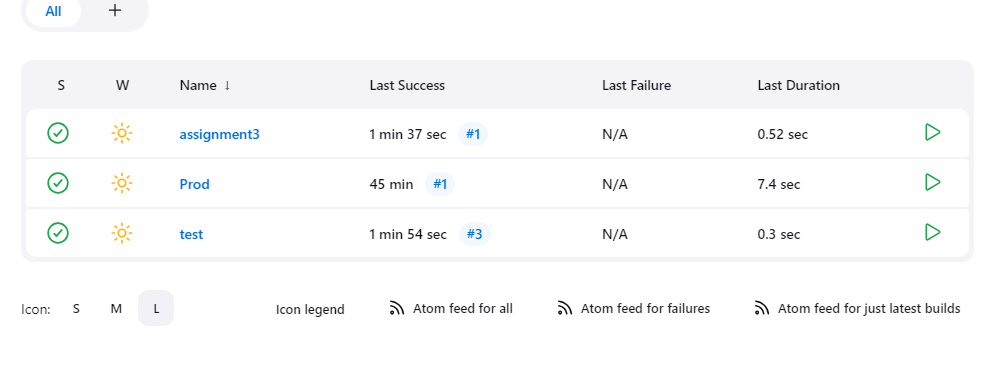 All +
S W Name ↓ Last Success Last Failure Last Duration
assignment3 1 min 37 sec #1 N/A 0.52 sec
Prod 45 min #1 N/A 7.4 sec
test 1 min 54 sec #3 N/A 0.3 sec
Icon: S M L Icon legend Atom feed for all Atom feed for failures Atom feed for just latest builds